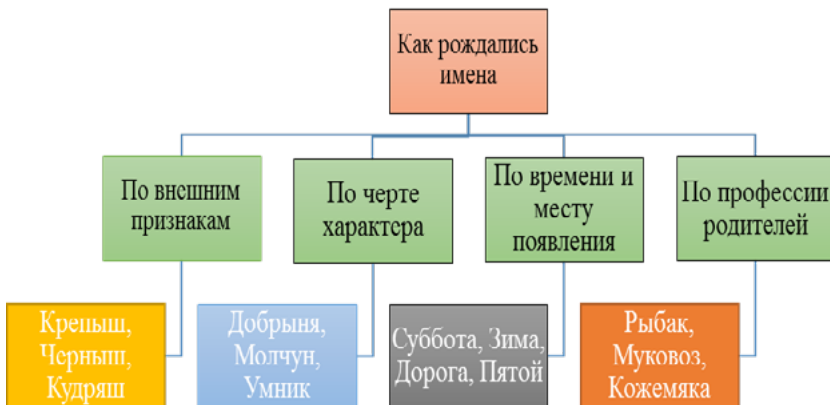 Как рождались
имена
По внешним
признакам
По черте
характера
По времени и
месту
появления
По профессии
родителей
Крепыш,
Черныш,
Кудряш
Добрыня,
Молчун,
Умник
Суббота, Зима,
Дорога, Пятой
Рыбак,
Муковоз,
Кожемяка